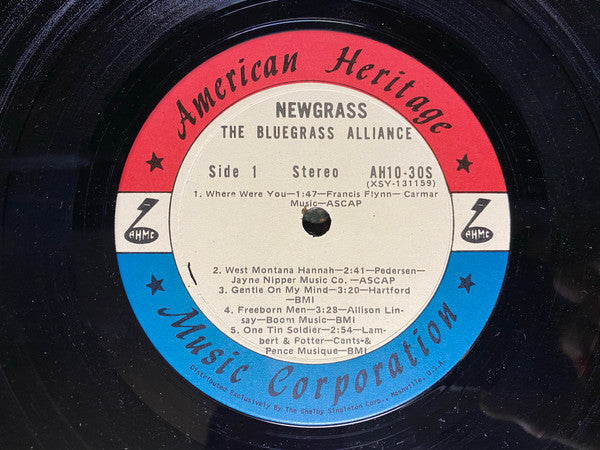 American Heritage
NEWGRASS
THE BLUEGRASS ALLIANCE
Side 1 Stereo AH10-30S
(XSY-131159)
1. Where Were You—1:47—Francis Flynn— Carmar
Music—ASCAP
AHMC
AHMC
2. West Montana Hannah—2:41—Pedersen—
Jayne Nipper Music Co. —ASCAP
3. Gentle On My Mind—3:20—Hartford
—BMI
4. Freeborn Men—3:28—Allison Lin-
say—Boom Music—BMI
5. One Tin Soldier—2:54—Lam-
bert & Potter—Cents-&
Pence Musique—BMI
Music Corporation
Distributed Exclusively By The Shelby Singleton Corp., Nashville, U.S.A.